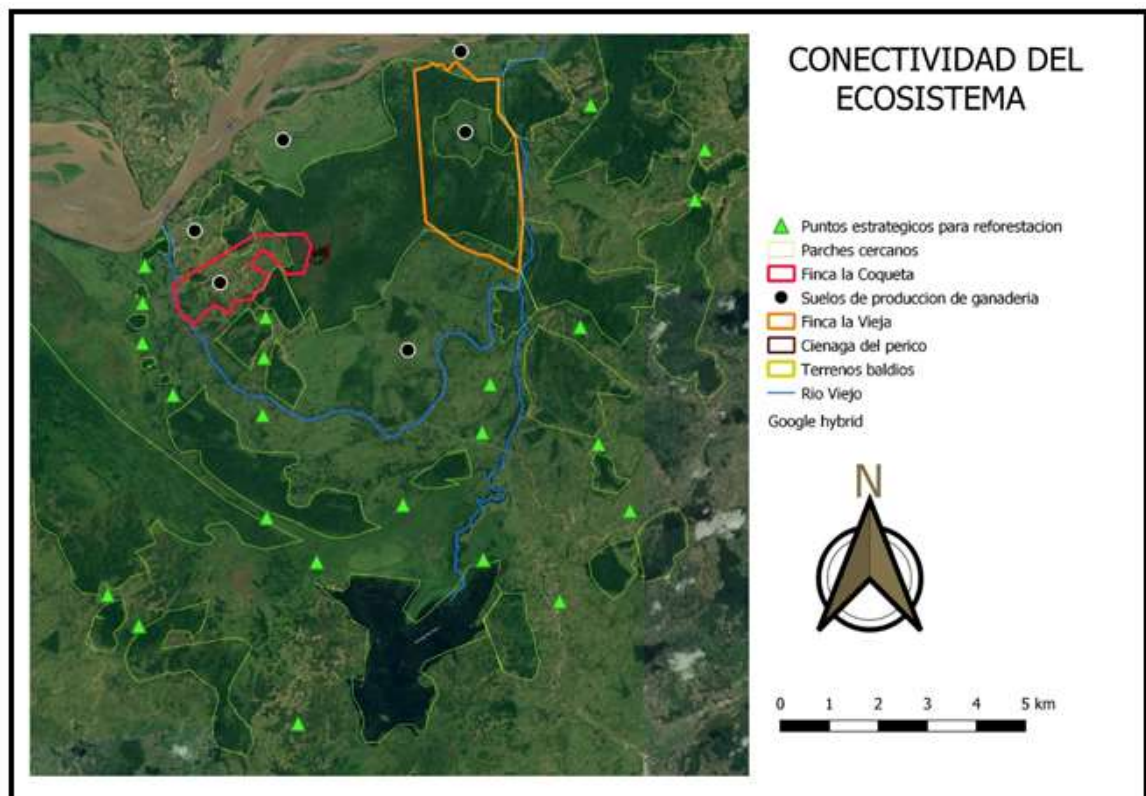 CONECTIVIDAD DEL
ECOSISTEMA
Puntos estrategicos para reforestacion
Parches cercanos
Finca la Coqueta
Suelos de produccion de ganaderia
Finca la Vieja
Cienaga del perico
Terrenos baldios
Rio Viejo
Google hybrid
N
0 1 2 3 4 5 km